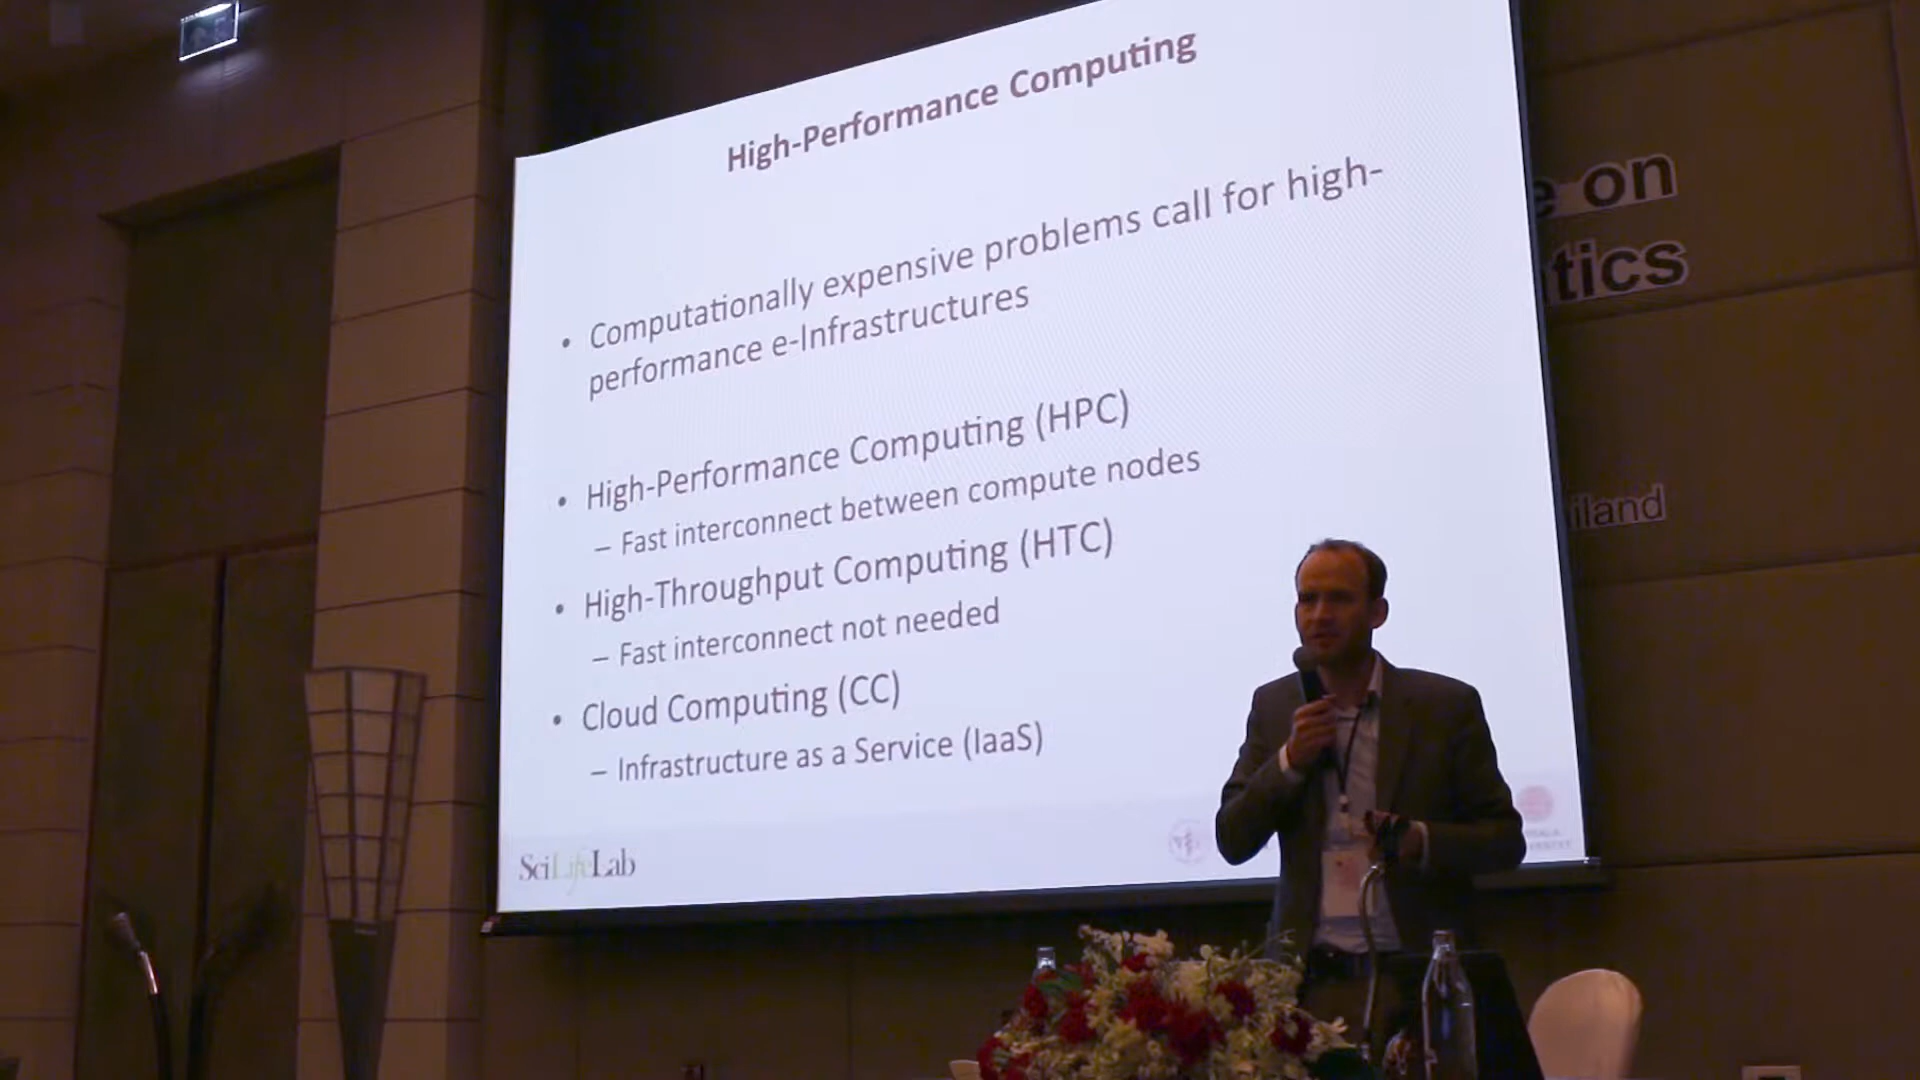 High-Performance Computing
• Computationally expensive problems call for high-
performance e-Infrastructures
• High-Performance Computing (HPC)
– Fast interconnect between compute nodes
• High-Throughput Computing (HTC)
– Fast interconnect not needed
• Cloud Computing (CC)
– Infrastructure as a Service (IaaS)
SciLifeLab
e on
tics
iland